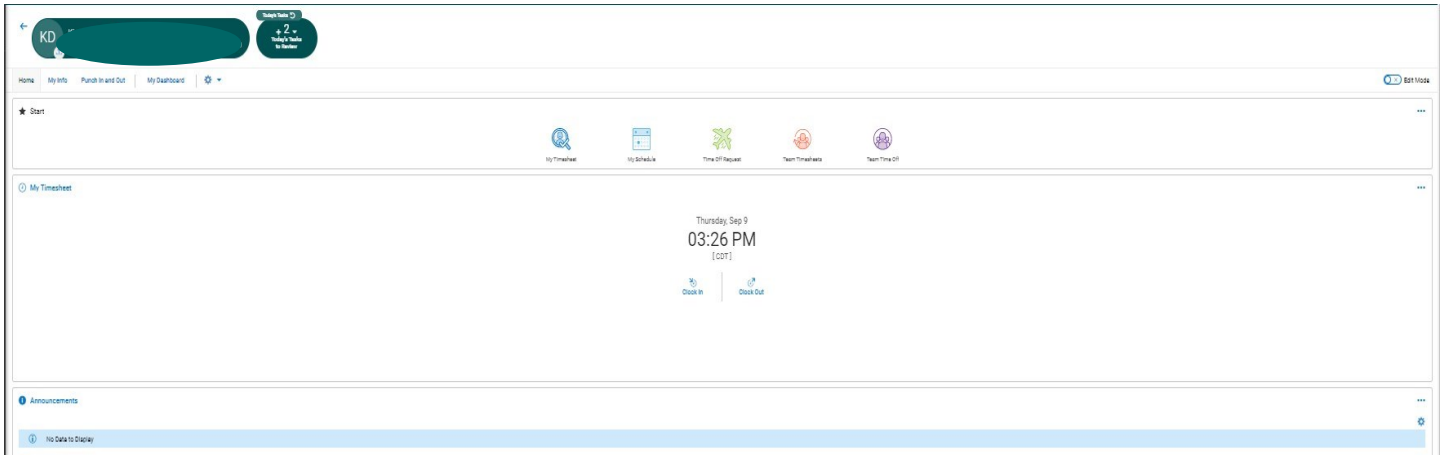 Today's Tasks
KD
+ 2
Today's Tasks
to Review
Home My Info Punch In and Out My Dashboard
Edit Mode
Start
My Timesheet My Schedule Time Off Request Team Timesheets Team Time Off
My Timesheet
Thursday, Sep 9
03:26 PM
[ CDT ]
Clock In Clock Out
Announcements
No Data to Display